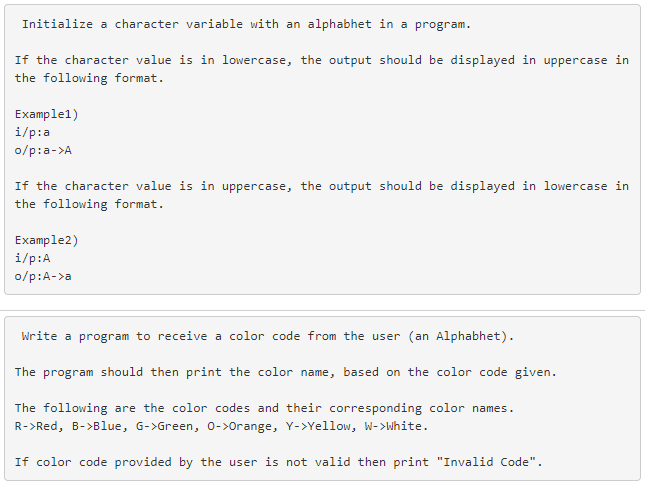 Initialize a character variable with an alphabhet in a program.
If the character value is in lowercase, the output should be displayed in uppercase in
the following format.
Example1)
i/p:a
o/p:a->A
If the character value is in uppercase, the output should be displayed in lowercase in
the following format.
Example2)
i/p:A
o/p:A->a
Write a program to receive a color code from the user (an Alphabhet).
The program should then print the color name, based on the color code given.
The following are the color codes and their corresponding color names.
R->Red, B->Blue, G->Green, O->Orange, Y->Yellow, W->White.
If color code provided by the user is not valid then print "Invalid Code".